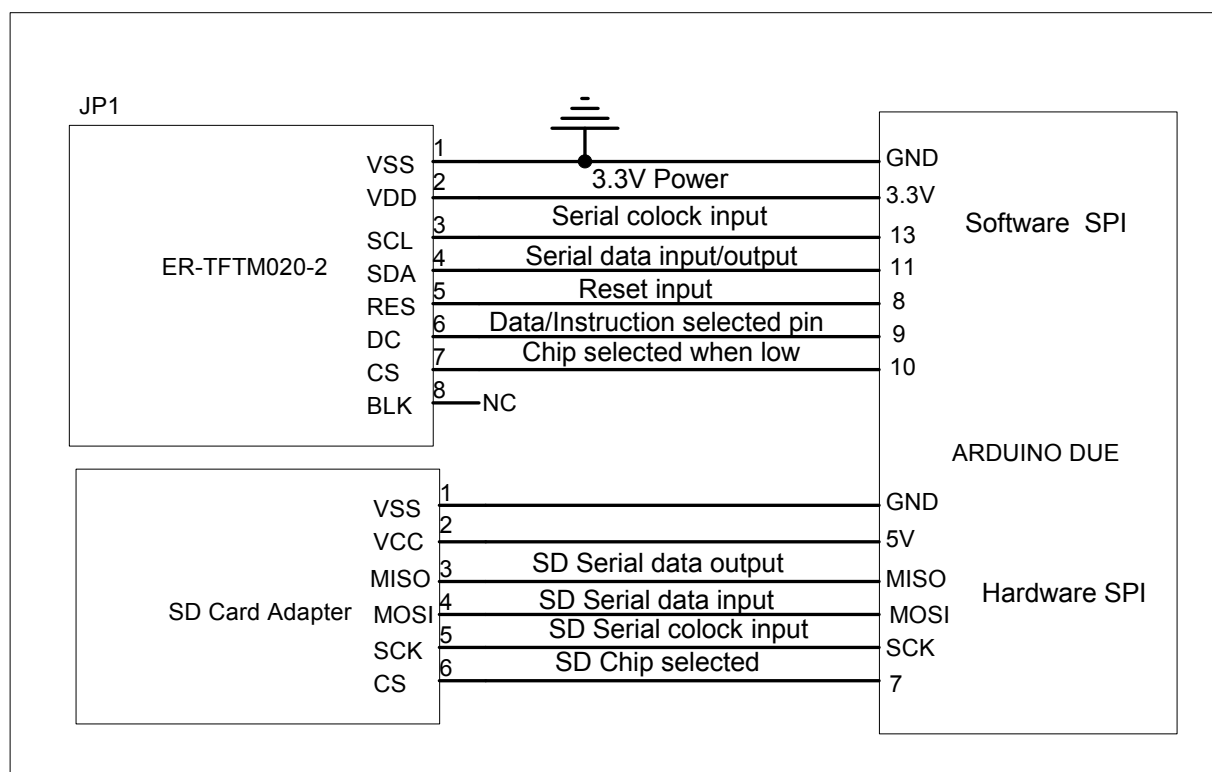 JP1
ER-TFTM020-2
VSS 1 GND
VDD 2 3.3V Power 3.3V
SCL 3 Serial colock input 13
SDA 4 Serial data input/output 11
RES 5 Reset input 8
DC 6 Data/Instruction selected pin 9
CS 7 Chip selected when low 10
BLK 8 NC
Software SPI
ARDUINO DUE
SD Card Adapter
VSS 1 GND
VCC 2 5V
MISO 3 SD Serial data output MISO
MOSI 4 SD Serial data input MOSI
SCK 5 SD Serial colock input SCK
CS 6 SD Chip selected 7
Hardware SPI